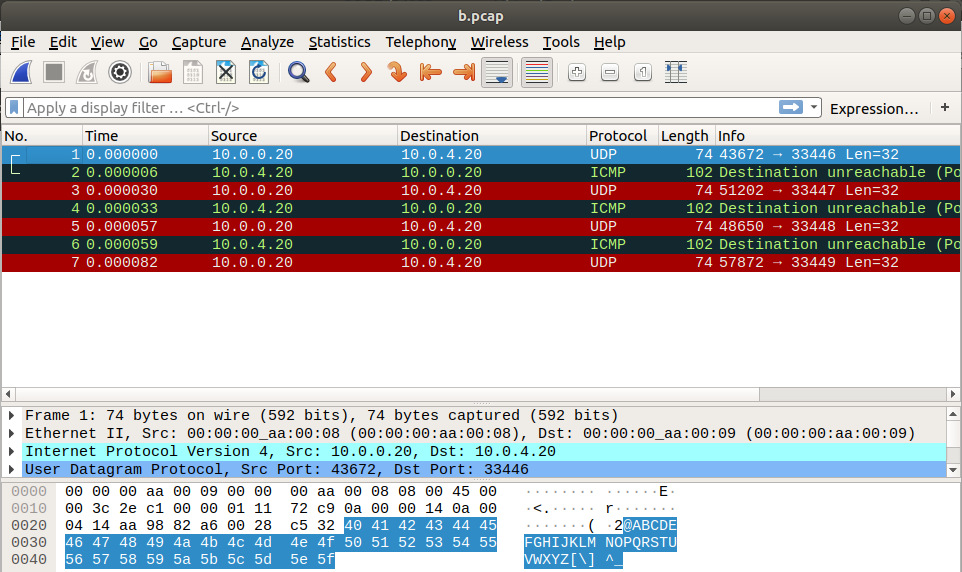 b.pcap
File Edit View Go Capture Analyze Statistics Telephony Wireless Tools Help
Apply a display filter … <Ctrl-/> Expression… +
No. Time Source Destination Protocol Length Info
1 0.000000 10.0.0.20 10.0.4.20 UDP 74 43672 → 33446 Len=32
2 0.000006 10.0.4.20 10.0.0.20 ICMP 102 Destination unreachable (Po
3 0.000030 10.0.0.20 10.0.4.20 UDP 74 51202 → 33447 Len=32
4 0.000033 10.0.4.20 10.0.0.20 ICMP 102 Destination unreachable (Po
5 0.000057 10.0.0.20 10.0.4.20 UDP 74 48650 → 33448 Len=32
6 0.000059 10.0.4.20 10.0.0.20 ICMP 102 Destination unreachable (Po
7 0.000082 10.0.0.20 10.0.4.20 UDP 74 57872 → 33449 Len=32
Frame 1: 74 bytes on wire (592 bits), 74 bytes captured (592 bits)
Ethernet II, Src: 00:00:00_aa:00:08 (00:00:00:aa:00:08), Dst: 00:00:00_aa:00:09 (00:00:00:aa:00:09)
Internet Protocol Version 4, Src: 10.0.0.20, Dst: 10.0.4.20
User Datagram Protocol, Src Port: 43672, Dst Port: 33446
0000 00 00 00 aa 00 09 00 00 00 aa 00 08 08 00 45 00 ········ ······E·
0010 00 3c 2e c1 00 00 01 11 72 c9 0a 00 00 14 0a 00 ·<.····· r·······
0020 04 14 aa 98 82 a6 00 28 c5 32 40 41 42 43 44 45 ·······( ·2@ABCDE
0030 46 47 48 49 4a 4b 4c 4d 4e 4f 50 51 52 53 54 55 FGHIJKLM NOPQRSTU
0040 56 57 58 59 5a 5b 5c 5d 5e 5f VWXYZ[\] ^_